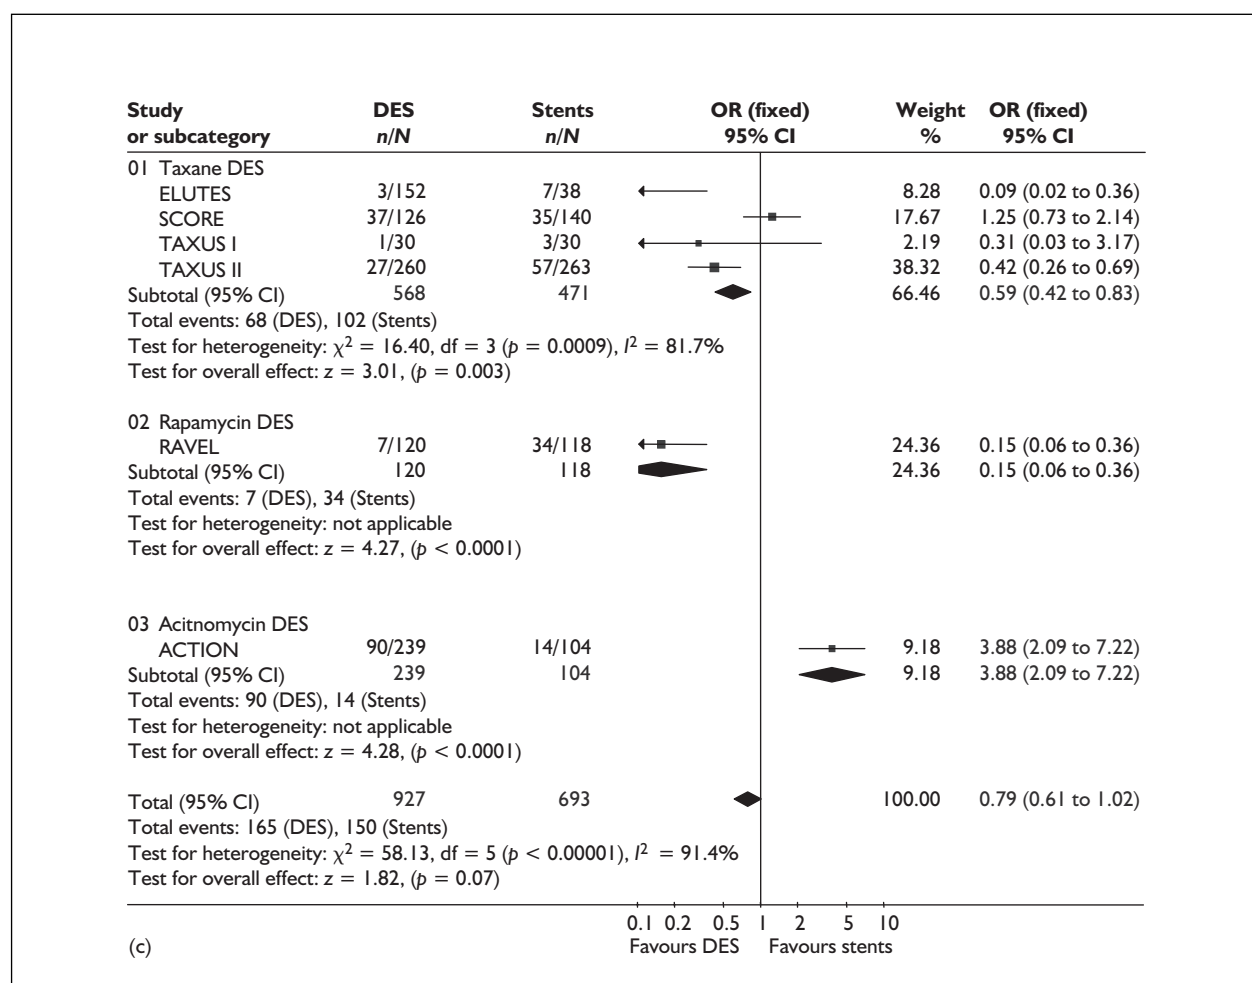 Study DES Stents OR (fixed) Weight OR (fixed)
or subcategory n/N n/N 95% CI % 95% CI
01 Taxane DES
ELUTES 3/152 7/38 8.28 0.09 (0.02 to 0.36)
SCORE 37/126 35/140 17.67 1.25 (0.73 to 2.14)
TAXUS I 1/30 3/30 2.19 0.31 (0.03 to 3.17)
TAXUS II 27/260 57/263 38.32 0.42 (0.26 to 0.69)
Subtotal (95% CI) 568 471 66.46 0.59 (0.42 to 0.83)
Total events: 68 (DES), 102 (Stents)
Test for heterogeneity: χ² = 16.40, df = 3 (p = 0.0009), I² = 81.7%
Test for overall effect: z = 3.01, (p = 0.003)
02 Rapamycin DES
RAVEL 7/120 34/118 24.36 0.15 (0.06 to 0.36)
Subtotal (95% CI) 120 118 24.36 0.15 (0.06 to 0.36)
Total events: 7 (DES), 34 (Stents)
Test for heterogeneity: not applicable
Test for overall effect: z = 4.27, (p < 0.0001)
03 Acitnomycin DES
ACTION 90/239 14/104 9.18 3.88 (2.09 to 7.22)
Subtotal (95% CI) 239 104 9.18 3.88 (2.09 to 7.22)
Total events: 90 (DES), 14 (Stents)
Test for heterogeneity: not applicable
Test for overall effect: z = 4.28, (p < 0.0001)
Total (95% CI) 927 693 100.00 0.79 (0.61 to 1.02)
Total events: 165 (DES), 150 (Stents)
Test for heterogeneity: χ² = 58.13, df = 5 (p < 0.00001), I² = 91.4%
Test for overall effect: z = 1.82, (p = 0.07)
0.1 0.2 0.5 1 2 5 10
(c) Favours DES Favours stents